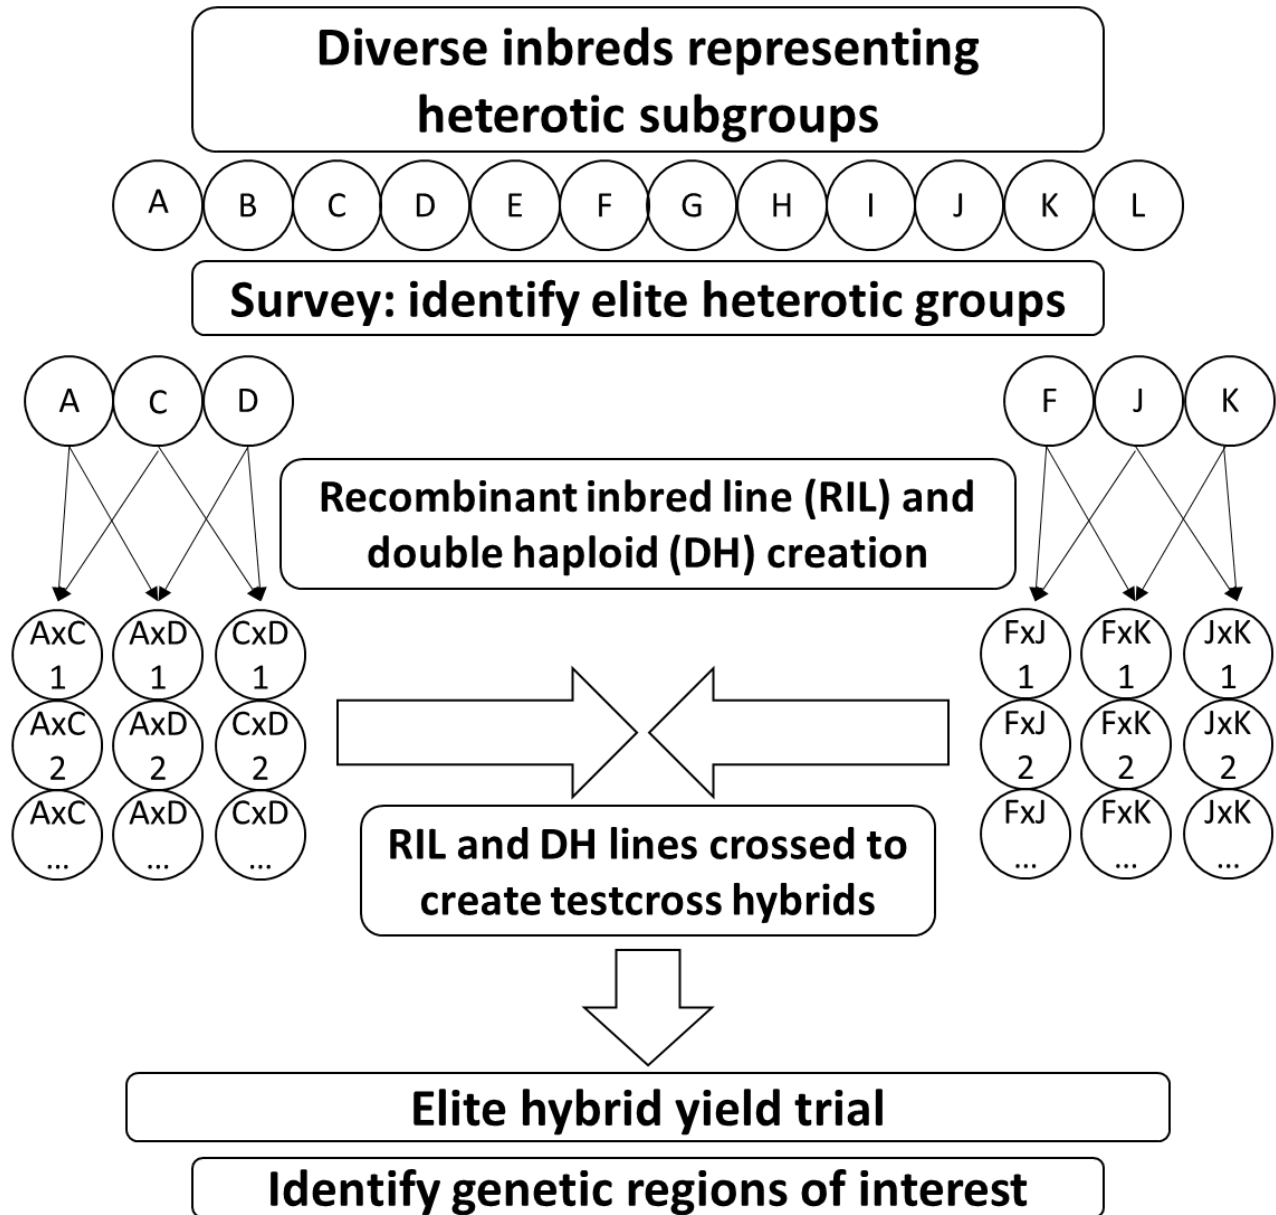 Diverse inbreds representing
heterotic subgroups
A B C D E F G H I J K L
Survey: identify elite heterotic groups
A C D F J K
Recombinant inbred line (RIL) and
double haploid (DH) creation
AxC AxD CxD FxJ FxK JxK
1 1 1 1 1 1
AxC AxD CxD FxJ FxK JxK
2 2 2 2 2 2
AxC AxD CxD FxJ FxK JxK
... ... ... ... ... ...
RIL and DH lines crossed to
create testcross hybrids
Elite hybrid yield trial
Identify genetic regions of interest